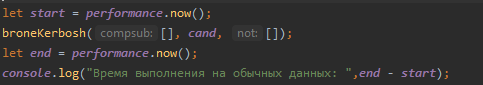 let start = performance.now();
broneKerbosh( compsub: [], cand, not: []);
let end = performance.now();
console.log("Время выполнения на обычных данных: ",end - start);